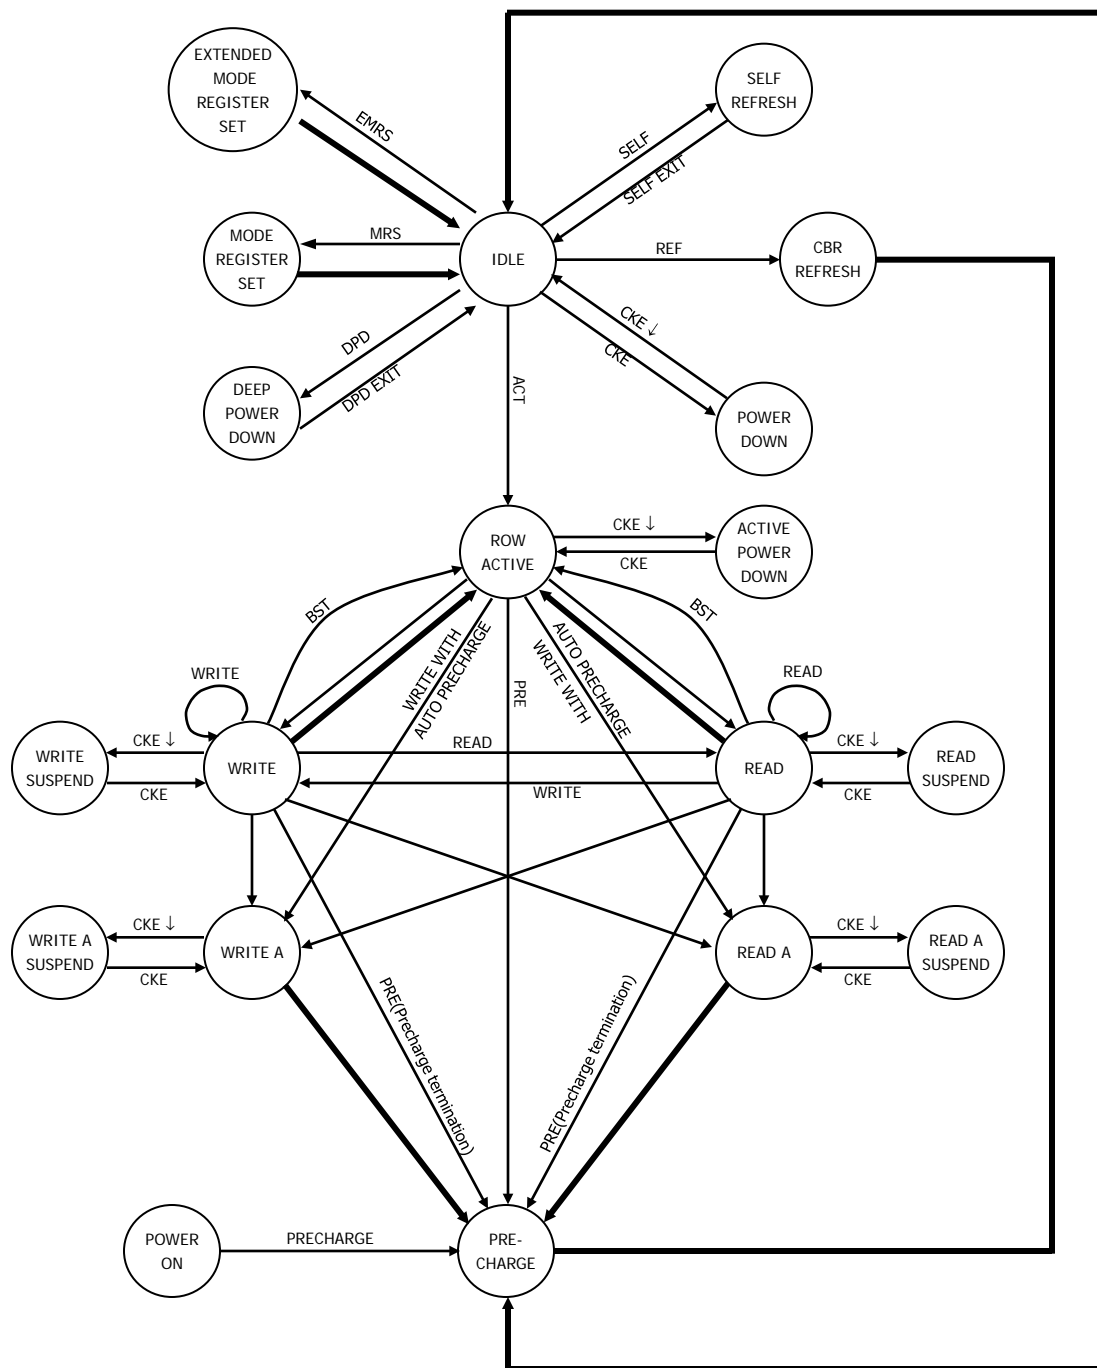 EXTENDED
MODE
REGISTER
SET
SELF
REFRESH
EMRS
SELF
SELF EXIT
MODE
REGISTER
SET
MRS
IDLE
REF
CBR
REFRESH
DPD
DPD EXIT
CKE ↓
CKE
DEEP
POWER
DOWN
ACT
POWER
DOWN
ROW
ACTIVE
CKE ↓
CKE
ACTIVE
POWER
DOWN
BST
BST
WRITE WITH
AUTO PRECHARGE
PRE
AUTO PRECHARGE
WRITE WITH
WRITE
READ
WRITE
SUSPEND
CKE ↓
CKE
WRITE
READ
WRITE
READ
CKE ↓
CKE
READ
SUSPEND
WRITE A
SUSPEND
CKE ↓
CKE
WRITE A
READ A
CKE ↓
CKE
READ A
SUSPEND
PRE(Precharge termination)
PRE(Precharge termination)
POWER
ON
PRECHARGE
PRE-
CHARGE